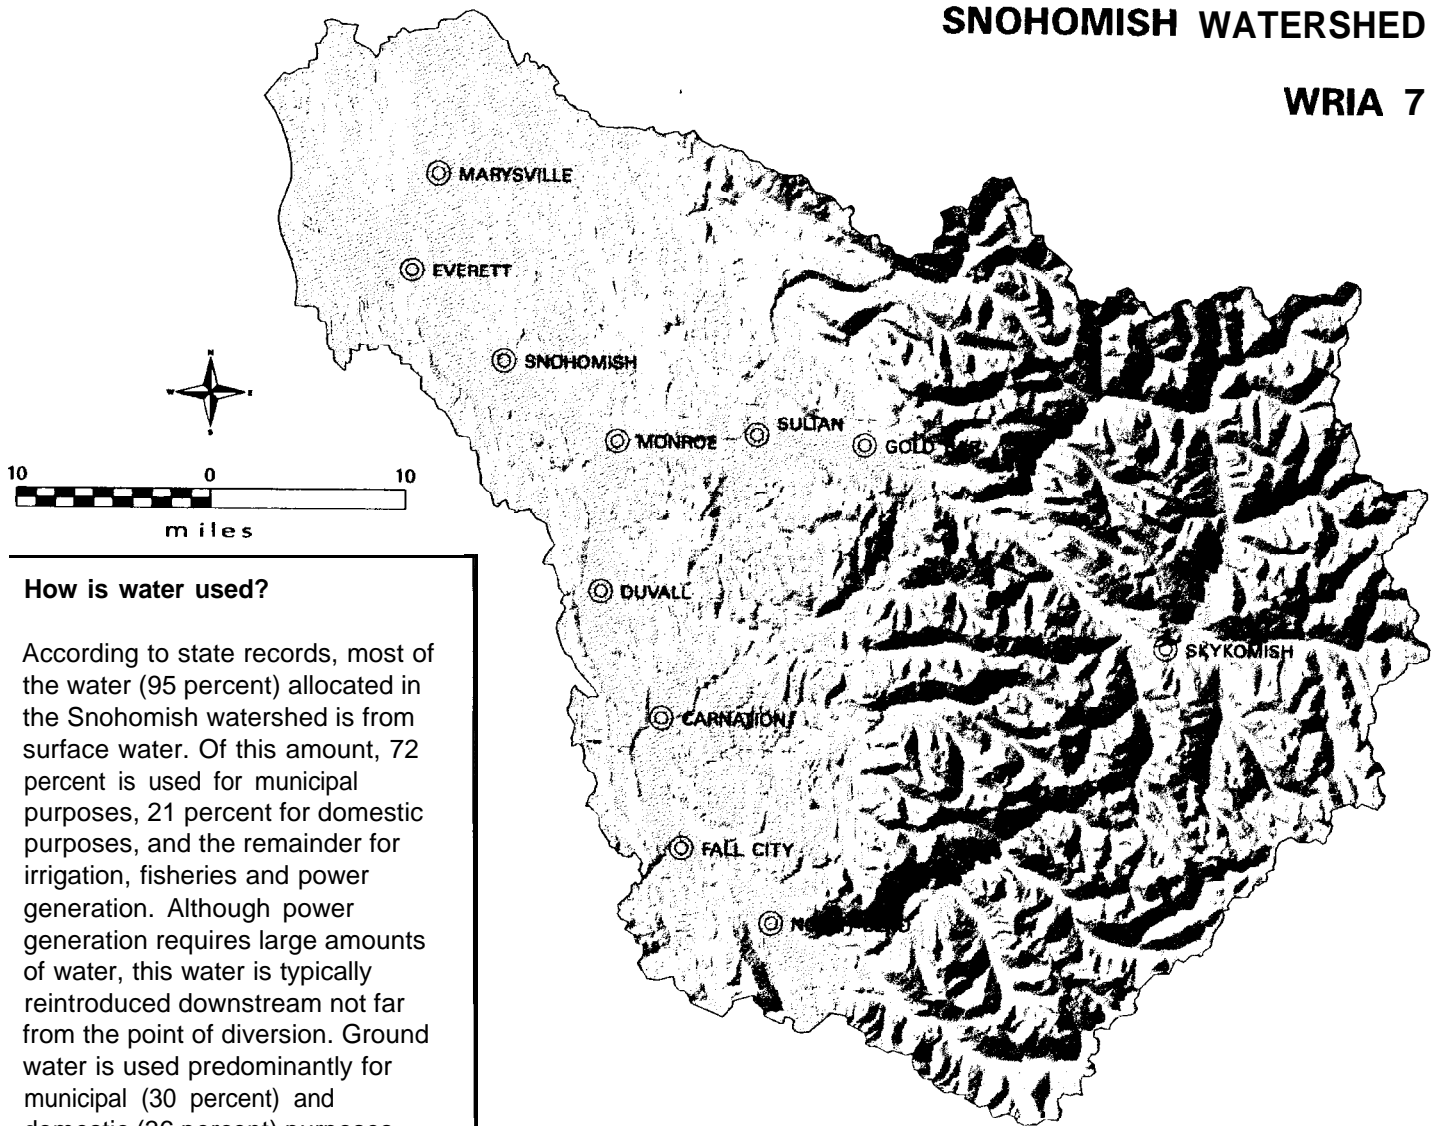 SNOHOMISH WATERSHED
WRIA 7
MARYSVILLE
EVERETT
SNOHOMISH
MONROE
SULTAN
GOLD
DUVALL
SKYKOMISH
CARNATION
FALL CITY
N
W E
S
10 0 10
miles
How is water used?
According to state records, most of
the water (95 percent) allocated in
the Snohomish watershed is from
surface water. Of this amount, 72
percent is used for municipal
purposes, 21 percent for domestic
purposes, and the remainder for
irrigation, fisheries and power
generation. Although power
generation requires large amounts
of water, this water is typically
reintroduced downstream not far
from the point of diversion. Ground
water is used predominantly for
municipal (30 percent) and
domestic (36 percent) purposes